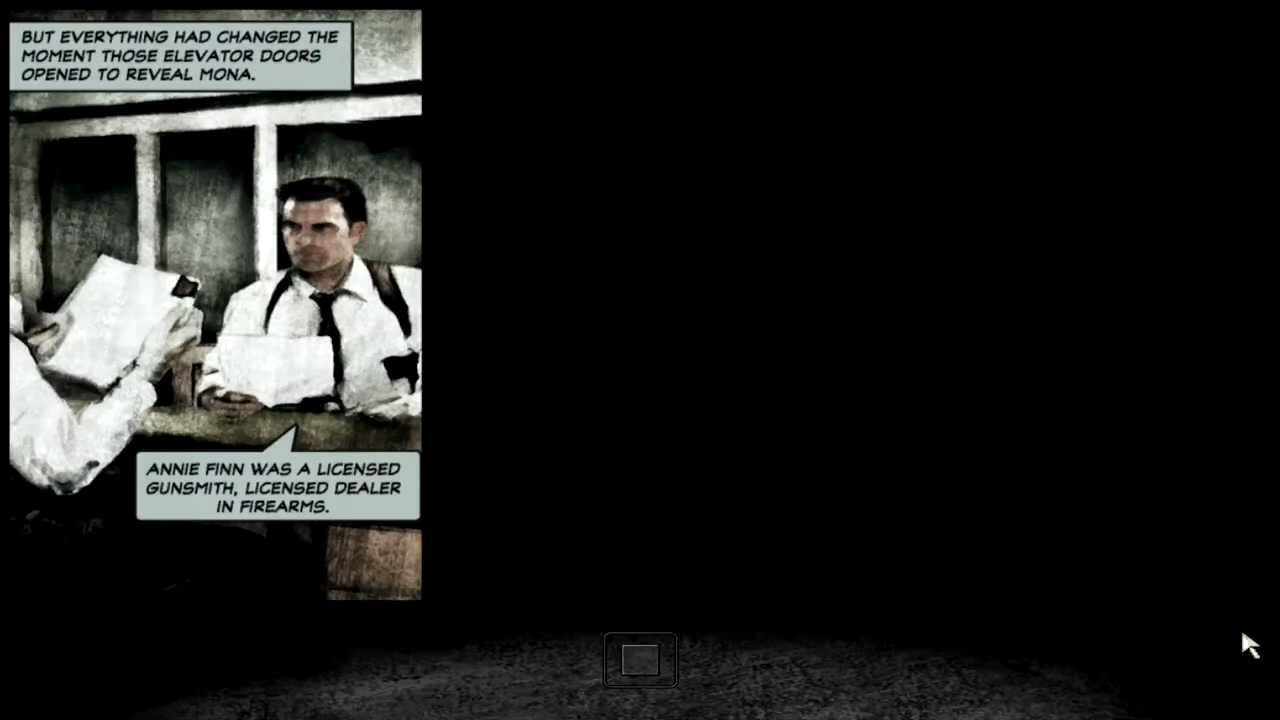 BUT EVERYTHING HAD CHANGED THE
MOMENT THOSE ELEVATOR DOORS
OPENED TO REVEAL MONA.
ANNIE FINN WAS A LICENSED
GUNSMITH, LICENSED DEALER
IN FIREARMS.